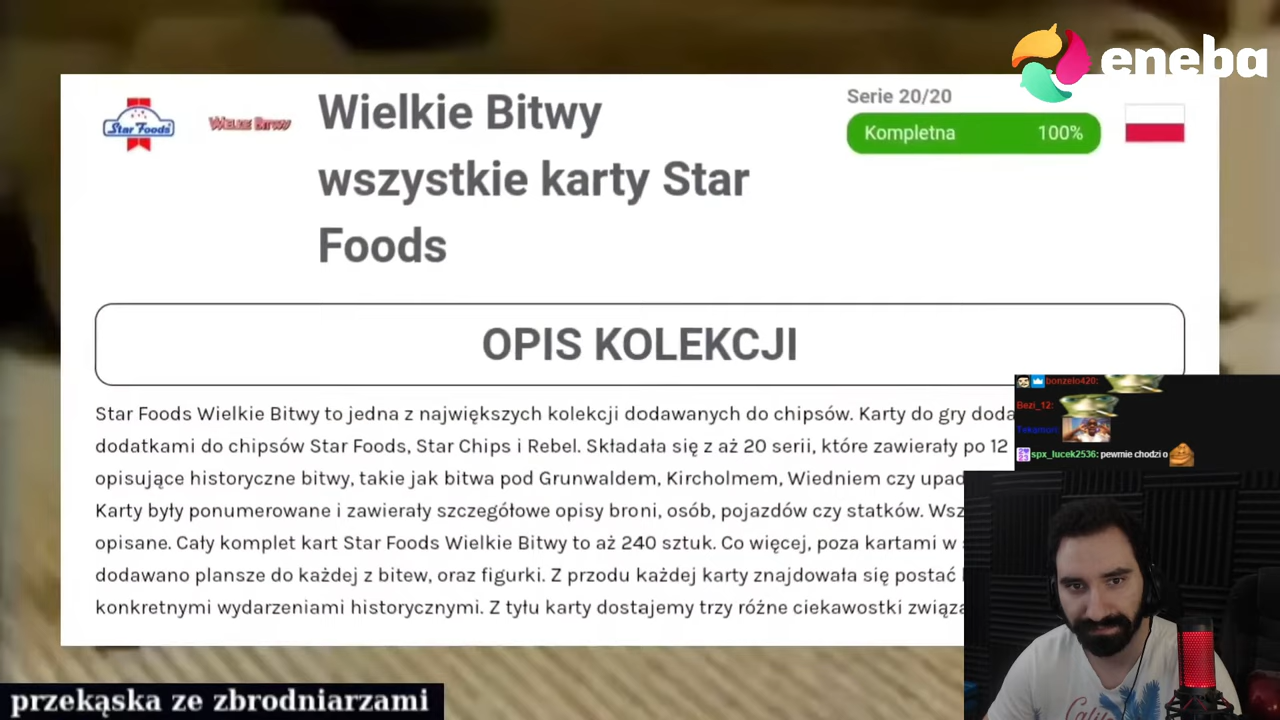 eneba
Star Foods
Wielkie Bitwy
Wielkie Bitwy
wszystkie karty Star
Foods
Serie 20/20
Kompletna 100%
OPIS KOLEKCJI
Star Foods Wielkie Bitwy to jedna z największych kolekcji dodawanych do chipsów. Karty do gry doda
dodatkami do chipsów Star Foods, Star Chips i Rebel. Składała się z aż 20 serii, które zawierały po 12
opisujące historyczne bitwy, takie jak bitwa pod Grunwaldem, Kircholmem, Wiedniem czy upad
Karty były ponumerowane i zawierały szczegółowe opisy broni, osób, pojazdów czy statków. Wsz
opisane. Cały komplet kart Star Foods Wielkie Bitwy to aż 240 sztuk. Co więcej, poza kartami w
dodawano plansze do każdej z bitew, oraz figurki. Z przodu każdej karty znajdowała się postać
konkretnymi wydarzeniami historycznymi. Z tyłu karty dostajemy trzy różne ciekawostki związa
bonzelo420:
Bezi_12:
spx_lucek2536: pewmie chodzi o
przekąska ze zbrodniarzami